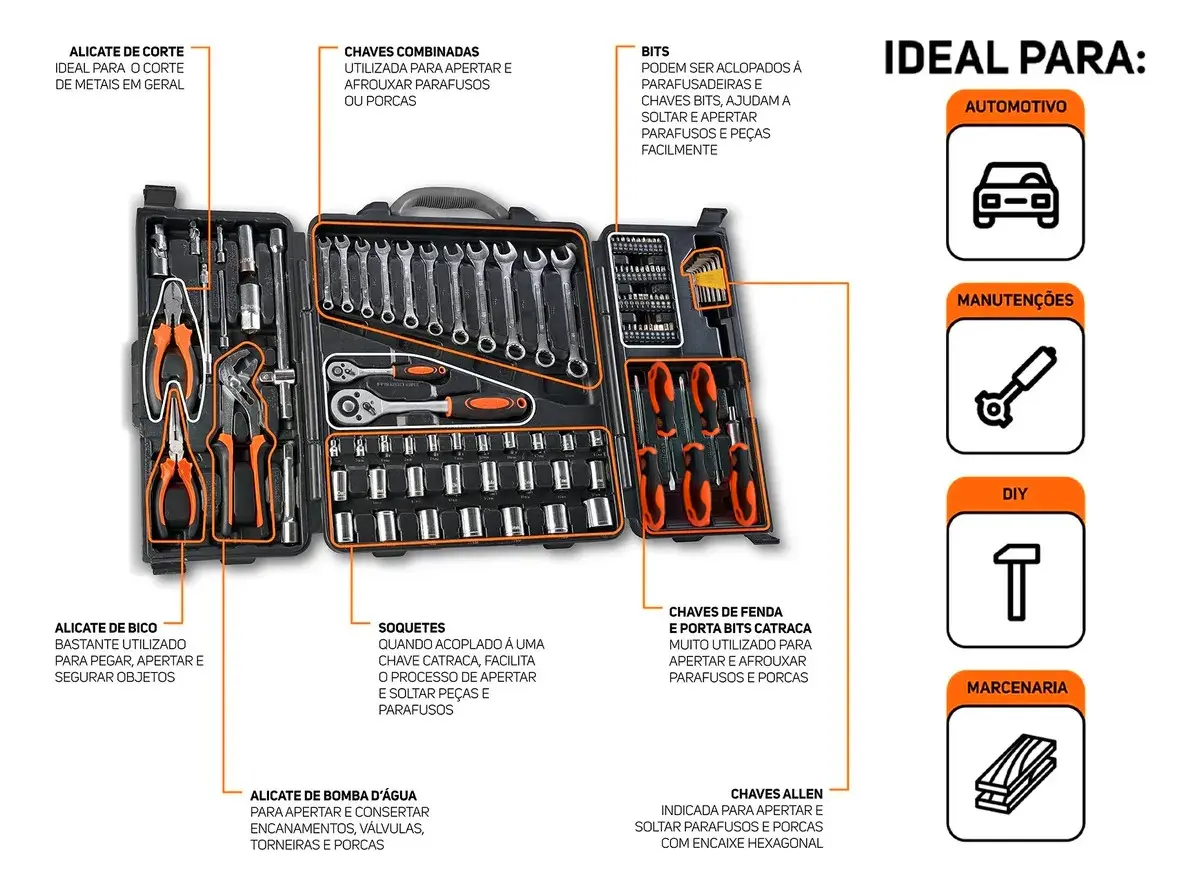 ALICATE DE CORTE
IDEAL PARA O CORTE
DE METAIS EM GERAL
CHAVES COMBINADAS
UTILIZADA PARA APERTAR E
AFROUXAR PARAFUSOS
OU PORCAS
BITS
PODEM SER ACLOPADOS Á
PARAFUSADEIRAS E
CHAVES BITS, AJUDAM A
SOLTAR E APERTAR
PARAFUSOS E PEÇAS
FACILMENTE
IDEAL PARA:
AUTOMOTIVO
MANUTENÇÕES
DIY
MARCENARIA
ALICATE DE BICO
BASTANTE UTILIZADO
PARA PEGAR, APERTAR E
SEGURAR OBJETOS
SOQUETES
QUANDO ACOPLADO Á UMA
CHAVE CATRACA, FACILITA
O PROCESSO DE APERTAR
E SOLTAR PEÇAS E
PARAFUSOS
CHAVES DE FENDA
E PORTA BITS CATRACA
MUITO UTILIZADO PARA
APERTAR E AFROUXAR
PARAFUSOS E PORCAS
ALICATE DE BOMBA D'ÁGUA
PARA APERTAR E CONSERTAR
ENCANAMENTOS, VÁLVULAS,
TORNEIRAS E PORCAS
CHAVES ALLEN
INDICADA PARA APERTAR E
SOLTAR PARAFUSOS E PORCAS
COM ENCAIXE HEXAGONAL